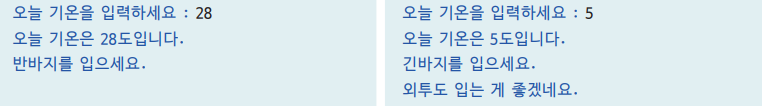 오늘 기온을 입력하세요 : 28
오늘 기온은 28도입니다.
반바지를 입으세요.
오늘 기온을 입력하세요 : 5
오늘 기온은 5도입니다.
긴바지를 입으세요.
외투도 입는 게 좋겠네요.